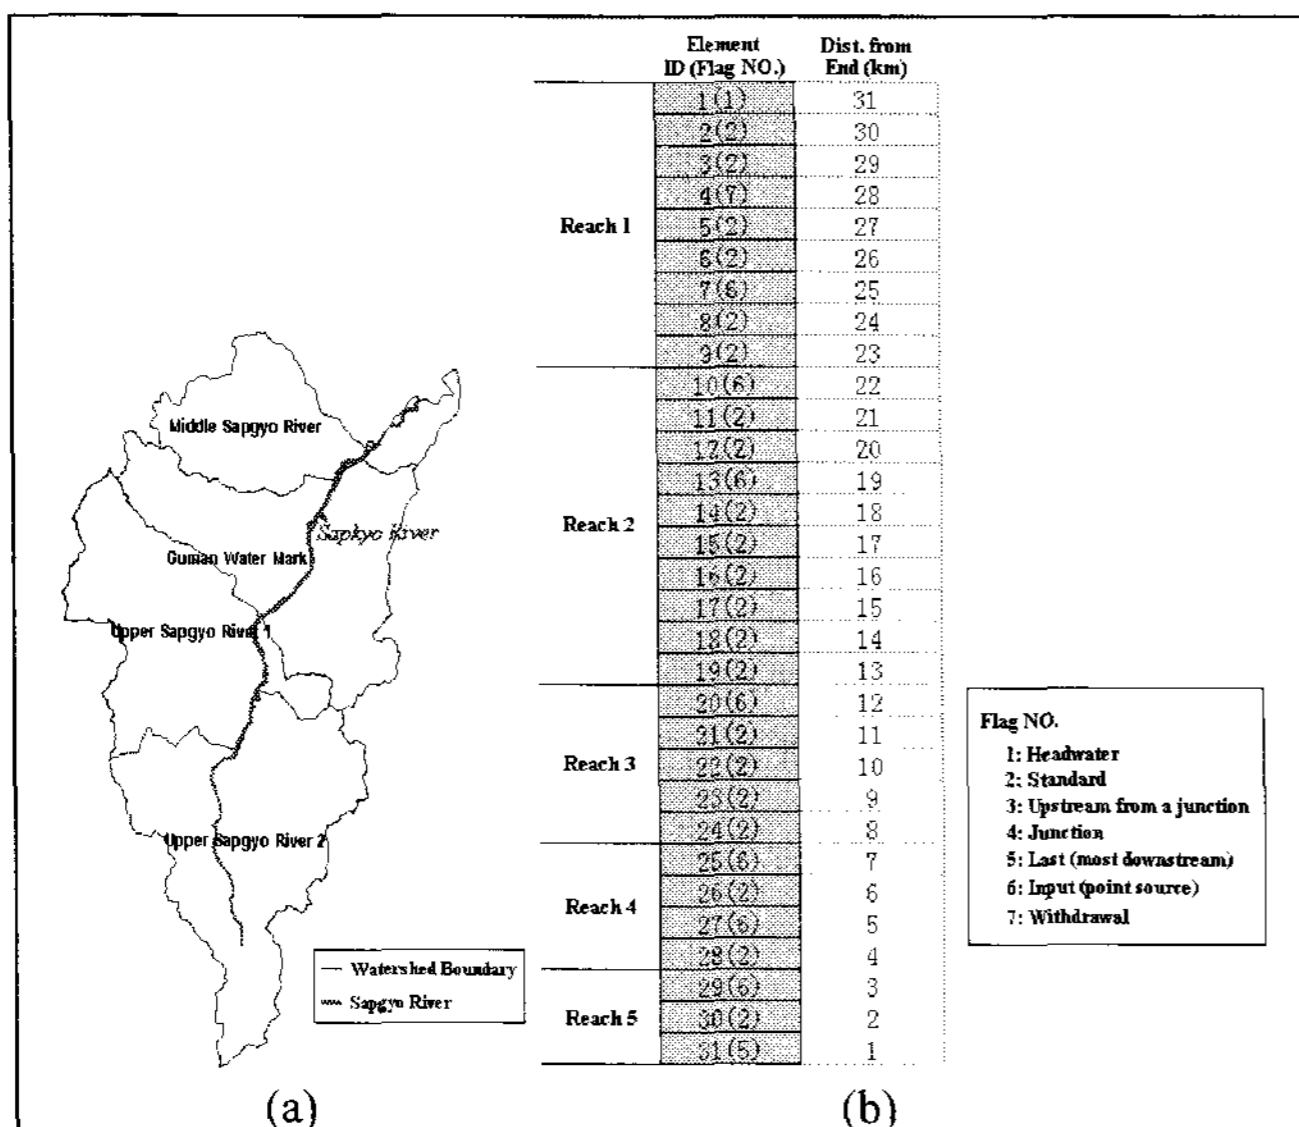 Middle Sapgyo River
Sapkyo River
Guman Water Mark
Upper Sapgyo River 1
Upper Sapgyo River 2
Watershed Boundary
Sapgyo River
(a)
Element Dist. from
ID (Flag NO.) End (km)
Reach 1
1(1) 31
2(2) 30
3(2) 29
4(7) 28
5(2) 27
6(2) 26
7(6) 25
8(2) 24
9(2) 23
Reach 2
10(6) 22
11(2) 21
12(2) 20
13(6) 19
14(2) 18
15(2) 17
16(2) 16
17(2) 15
18(2) 14
19(2) 13
Reach 3
20(6) 12
21(2) 11
22(2) 10
23(2) 9
24(2) 8
Reach 4
25(6) 7
26(2) 6
27(6) 5
28(2) 4
Reach 5
29(6) 3
30(2) 2
31(5) 1
(b)
Flag NO.
1: Headwater
2: Standard
3: Upstream from a junction
4: Junction
5: Last (most downstream)
6: Input (point source)
7: Withdrawal